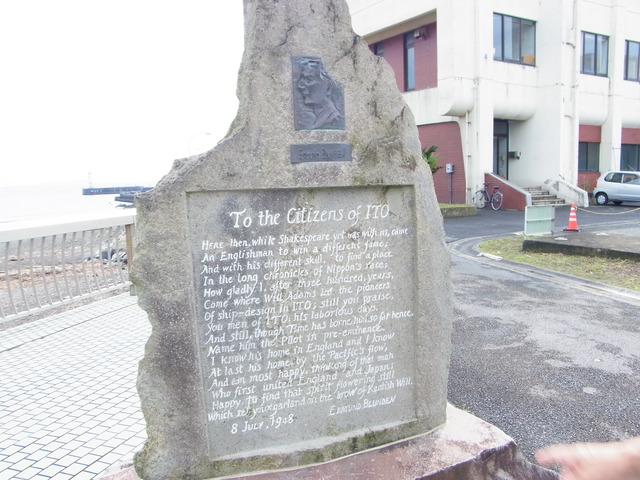 To the Citizens of ITO
Here then, while Shakespeare yet was with us, came
An Englishman to win a different fame;
And with his different skill, to find a place
In the long chronicles of Nippon's race.
How gladly I, after three hundred years,
Come where Will Adams led the pioneers
Of ship-design in ITO; still you praise,
You men of ITO, his laborious days.
And still, though Time has borne him so far hence,
Name him the Pilot in pre-eminence.
I know his home in England and I know
At last his home by the Pacific's flow,
And am most happy, thinking of that man
Who first united England and Japan;
Happy, to find that spirit flowering still
Which set your garland on the brow of Kentish Will.
EDMUND BLUNDEN
8 JULY, 1948.